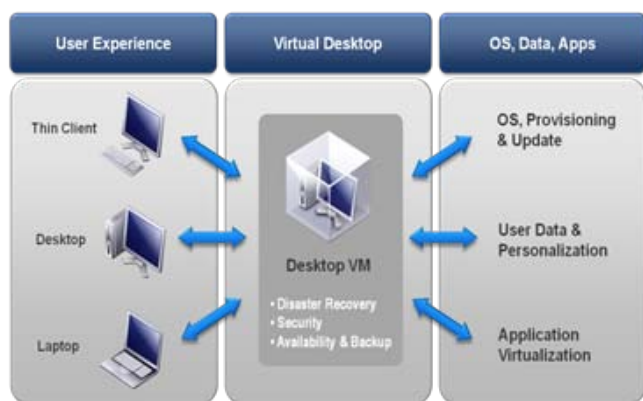 User Experience
Virtual Desktop
OS, Data, Apps
Thin Client
Desktop
Laptop
Desktop VM
• Disaster Recovery
• Security
• Availability & Backup
OS, Provisioning
& Update
User Data &
Personalization
Application
Virtualization